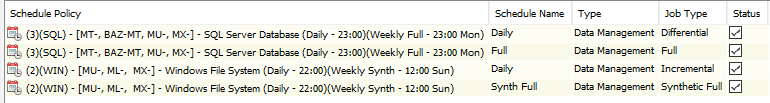 Schedule Policy Schedule Name Type Job Type Status
(3)(SQL) - [MT-, BAZ-MT, MU-, MX-] - SQL Server Database (Daily - 23:00)(Weekly Full - 23:00 Mon) Daily Data Management Differential
(3)(SQL) - [MT-, BAZ-MT, MU-, MX-] - SQL Server Database (Daily - 23:00)(Weekly Full - 23:00 Mon) Full Data Management Full
(2)(WIN) - [MU-, ML-, MX-] - Windows File System (Daily - 22:00)(Weekly Synth - 12:00 Sun) Daily Data Management Incremental
(2)(WIN) - [MU-, ML-, MX-] - Windows File System (Daily - 22:00)(Weekly Synth - 12:00 Sun) Synth Full Data Management Synthetic Full